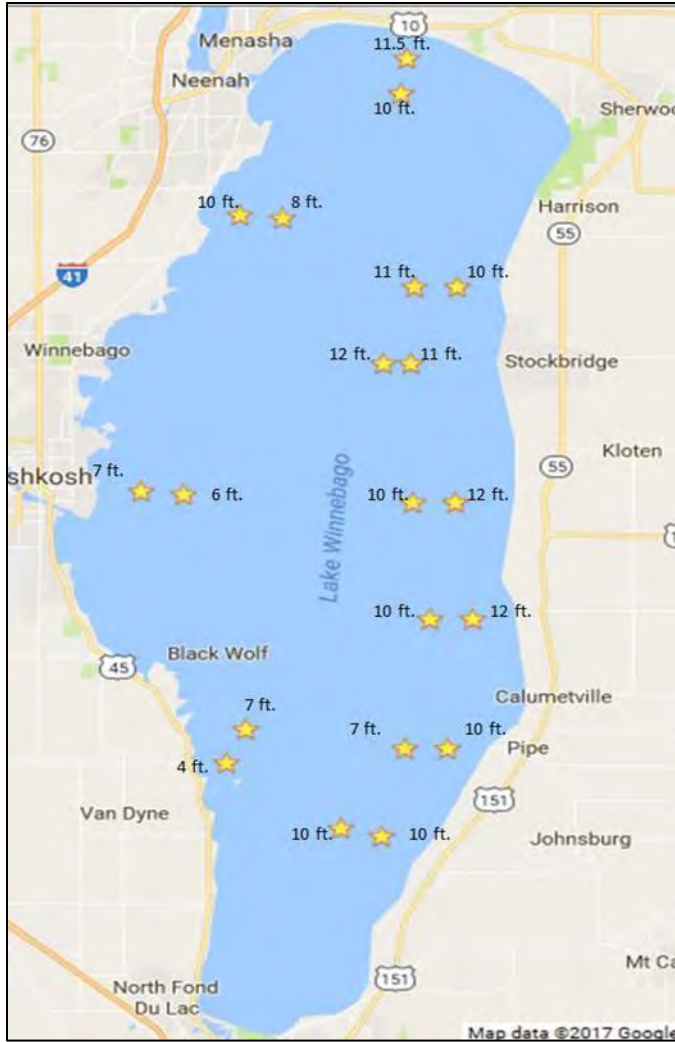 10
Menasha
11.5 ft.
Neenah
10 ft.
Sherwoo
76
10 ft.
8 ft.
Harrison
55
41
11 ft.
10 ft.
Winnebago
12 ft.
11 ft.
Stockbridge
Kloten
shkosh
7 ft.
6 ft.
55
10 ft.
12 ft.
Lake Winnebago
1
10 ft.
12 ft.
Black Wolf
45
Calumetville
7 ft.
7 ft.
10 ft.
Pipe
4 ft.
151
Van Dyne
10 ft.
10 ft.
Johnsburg
Mt Ca
151
North Fond
Du Lac
Map data ©2017 Google